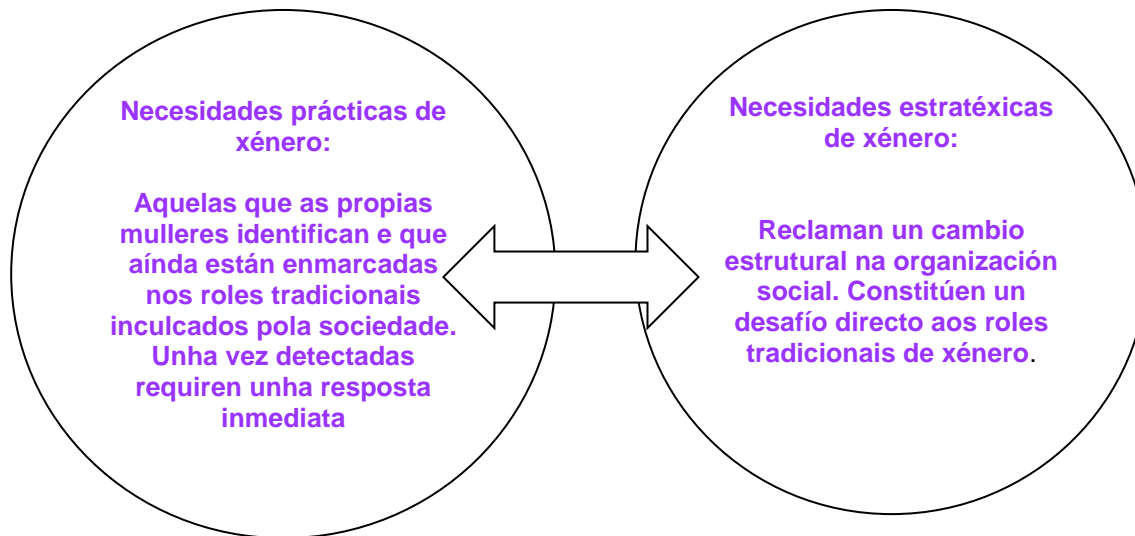 Necesidades prácticas de
xénero:
Aquelas que as propias
mulleres identifican e que
aínda están enmarcadas
nos roles tradicionais
inculcados pola sociedade.
Unha vez detectadas
requiren unha resposta
inmediata
Necesidades estratéxicas
de xénero:
Reclaman un cambio
estrutural na organización
social. Constitúen un
desafío directo aos roles
tradicionais de xénero.